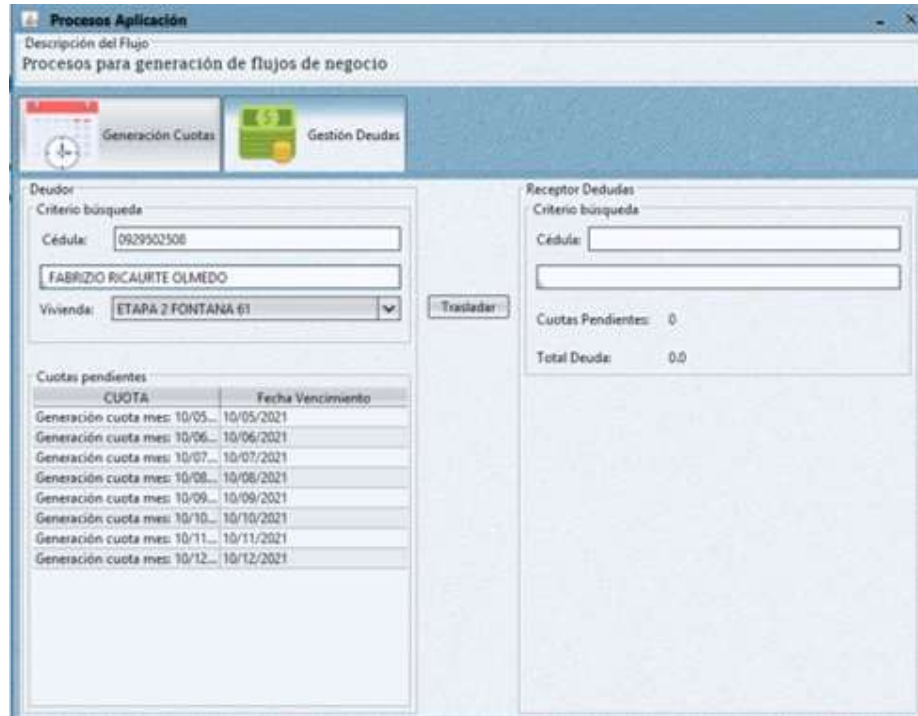 Procesos Aplicación
Descripción del Flujo
Procesos para generación de flujos de negocio
Generación Cuotas
Gestión Deudas
Deudor
Criterio búsqueda
Cédula: 0929502508
FABRIZIO RICAURTE OLMEDO
Vivienda: ETAPA 2 FONTANA 61
Cuotas pendientes
CUOTA Fecha Vencimiento
Generación cuota mes: 10/05... 10/05/2021
Generación cuota mes: 10/06... 10/06/2021
Generación cuota mes: 10/07... 10/07/2021
Generación cuota mes: 10/08... 10/08/2021
Generación cuota mes: 10/09... 10/09/2021
Generación cuota mes: 10/10... 10/10/2021
Generación cuota mes: 10/11... 10/11/2021
Generación cuota mes: 10/12... 10/12/2021
Trasladar
Receptor Dedudas
Criterio búsqueda
Cédula:
Cuotas Pendientes: 0
Total Deuda: 0.0